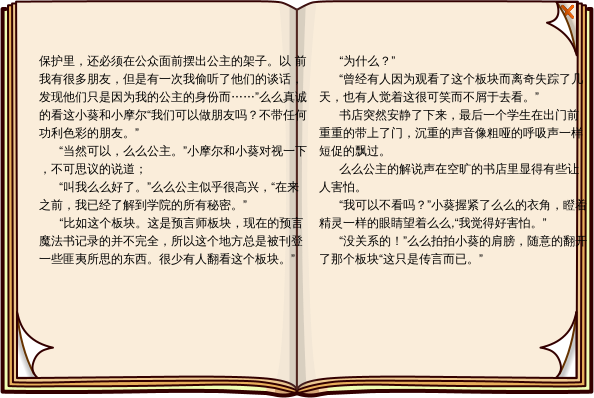 保护里，还必须在公众面前摆出公主的架子。以 前
我有很多朋友，但是有一次我偷听了他们的谈话，
发现他们只是因为我的公主的身份而······”么么真诚
的看这小葵和小摩尔“我们可以做朋友吗？不带任何
功利色彩的朋友。”
“当然可以，么么公主。”小摩尔和小葵对视一下
，不可思议的说道；
“叫我么么好了。”么么公主似乎很高兴，“在来
之前，我已经了解到学院的所有秘密。”
“比如这个板块。这是预言师板块，现在的预言
魔法书记录的并不完全，所以这个地方总是被刊登
一些匪夷所思的东西。很少有人翻看这个板块。”
“为什么？”
“曾经有人因为观看了这个板块而离奇失踪了几
天，也有人觉着这很可笑而不屑于去看。”
书店突然安静了下来，最后一个学生在出门前
重重的带上了门，沉重的声音像粗哑的呼吸声一样
短促的飘过。
么么公主的解说声在空旷的书店里显得有些让
人害怕。
“我可以不看吗？”小葵握紧了么么的衣角，瞪着
精灵一样的眼睛望着么么,“我觉得好害怕。”
“没关系的！”么么拍拍小葵的肩膀，随意的翻开
了那个板块“这只是传言而已。”